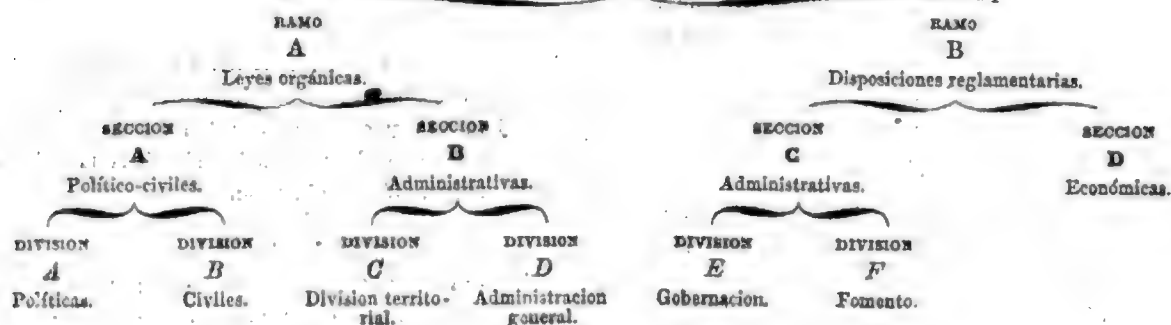 RAMO
A
Leyes orgánicas.
RAMO
B
Disposiciones reglamentarias.
SECCION
A
Político-civiles.
SECCION
B
Administrativas.
SECCION
C
Administrativas.
SECCION
D
Económicas.
DIVISION
A
Políticas.
DIVISION
B
Civiles.
DIVISION
C
Division territo-
rial.
DIVISION
D
Administracion
general.
DIVISION
E
Gobernacion.
DIVISION
F
Fomento.